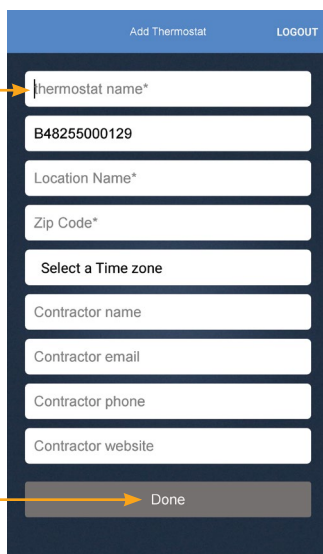 Add Thermostat LOGOUT
thermostat name*
B48255000129
Location Name*
Zip Code*
Select a Time zone
Contractor name
Contractor email
Contractor phone
Contractor website
Done